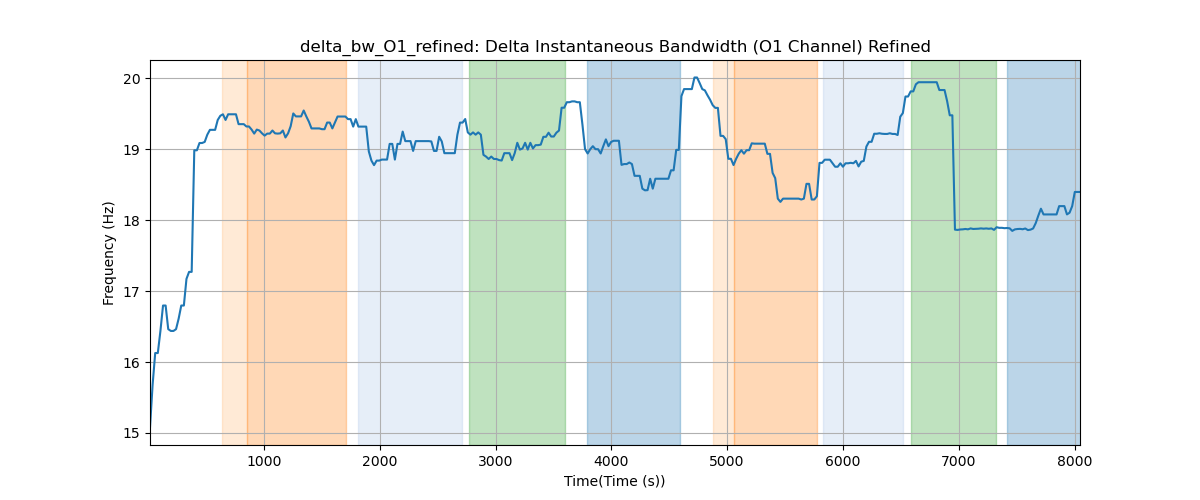 delta_bw_O1_refined: Delta Instantaneous Bandwidth (O1 Channel) Refined
Frequency (Hz)
20
19
18
17
16
15
1000 2000 3000 4000 5000 6000 7000 8000
Time(Time (s))